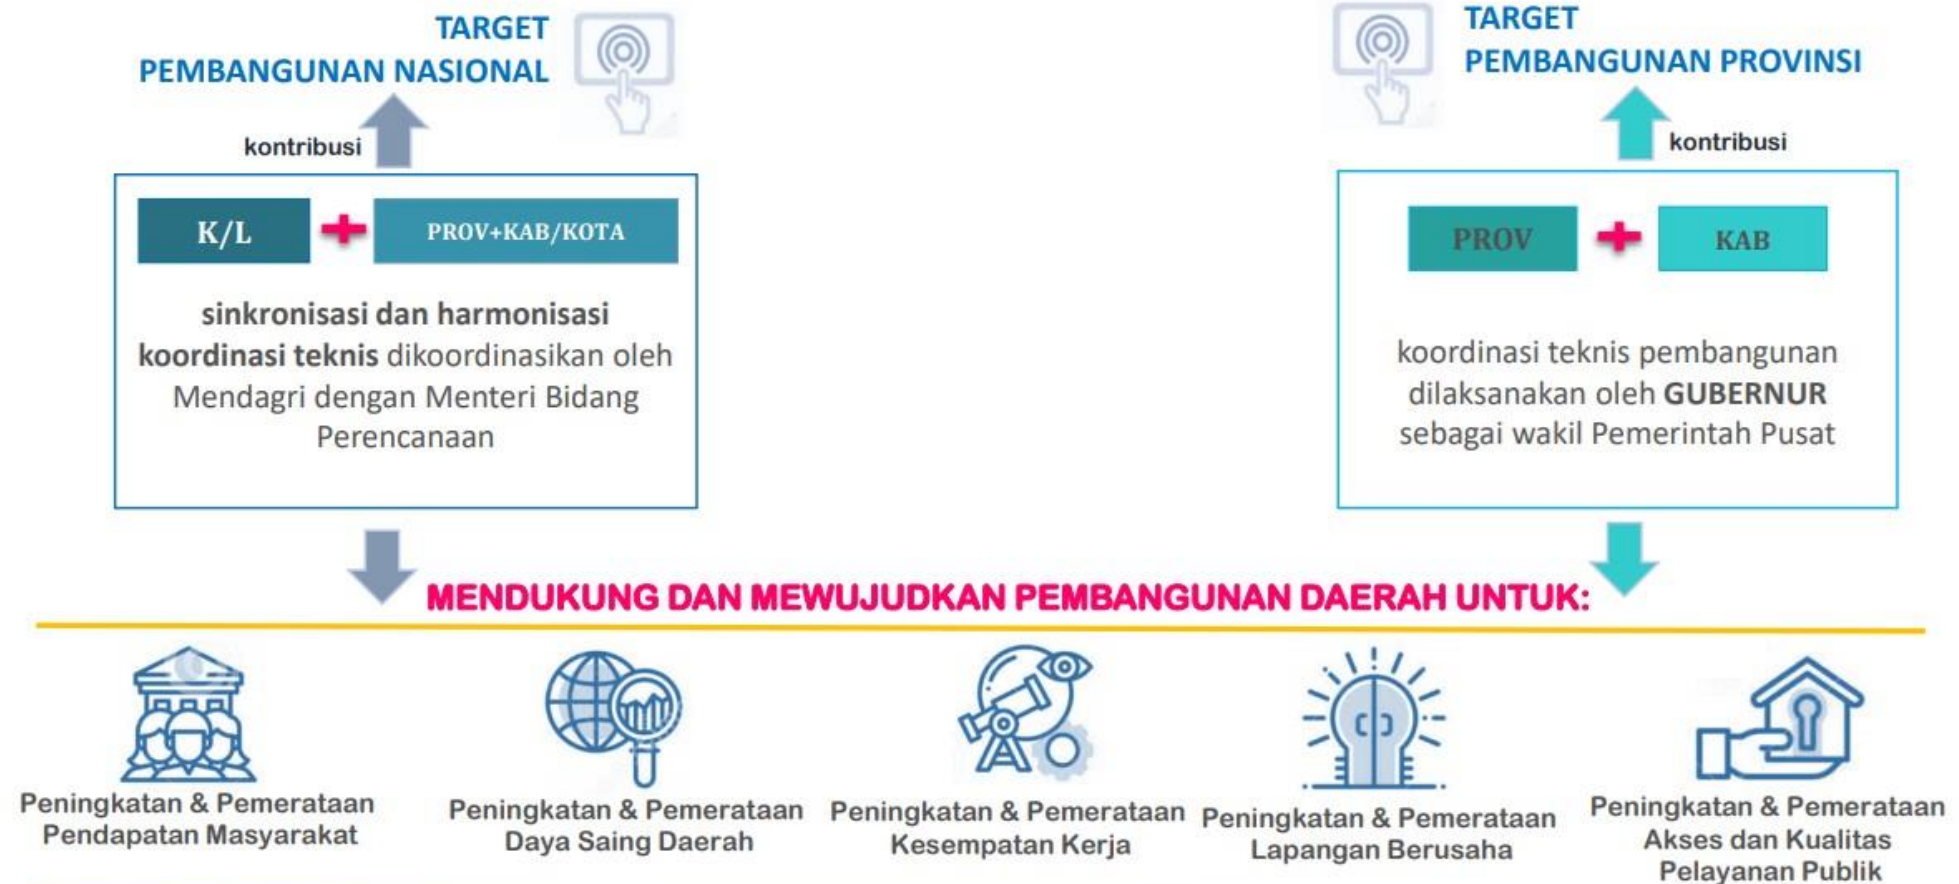 TARGET
PEMBANGUNAN NASIONAL
kontribusi
K/L
PROV+KAB/KOTA
sinkronisasi dan harmonisasi
koordinasi teknis dikoordinasikan oleh
Mendagri dengan Menteri Bidang
Perencanaan
TARGET
PEMBANGUNAN PROVINSI
kontribusi
PROV
KAB
koordinasi teknis pembangunan
dilaksanakan oleh GUBERNUR
sebagai wakil Pemerintah Pusat
MENDUKUNG DAN MEWUJUDKAN PEMBANGUNAN DAERAH UNTUK:
Peningkatan & Pemerataan
Pendapatan Masyarakat
Peningkatan & Pemerataan
Daya Saing Daerah
Peningkatan & Pemerataan
Kesempatan Kerja
Peningkatan & Pemerataan
Lapangan Berusaha
Peningkatan & Pemerataan
Akses dan Kualitas
Pelayanan Publik